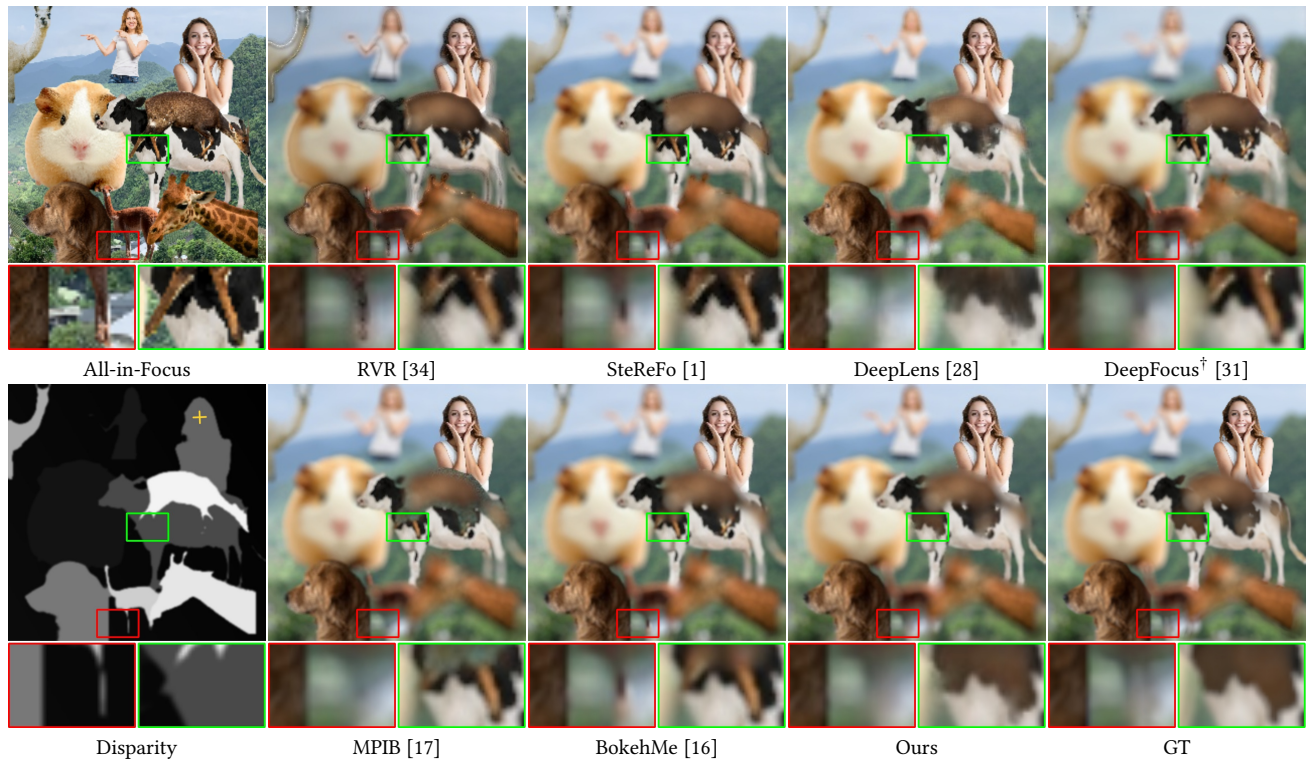 All-in-Focus RVR [34] SteReFo [1] DeepLens [28] DeepFocus† [31]
Disparity MPIB [17] BokehMe [16] Ours GT